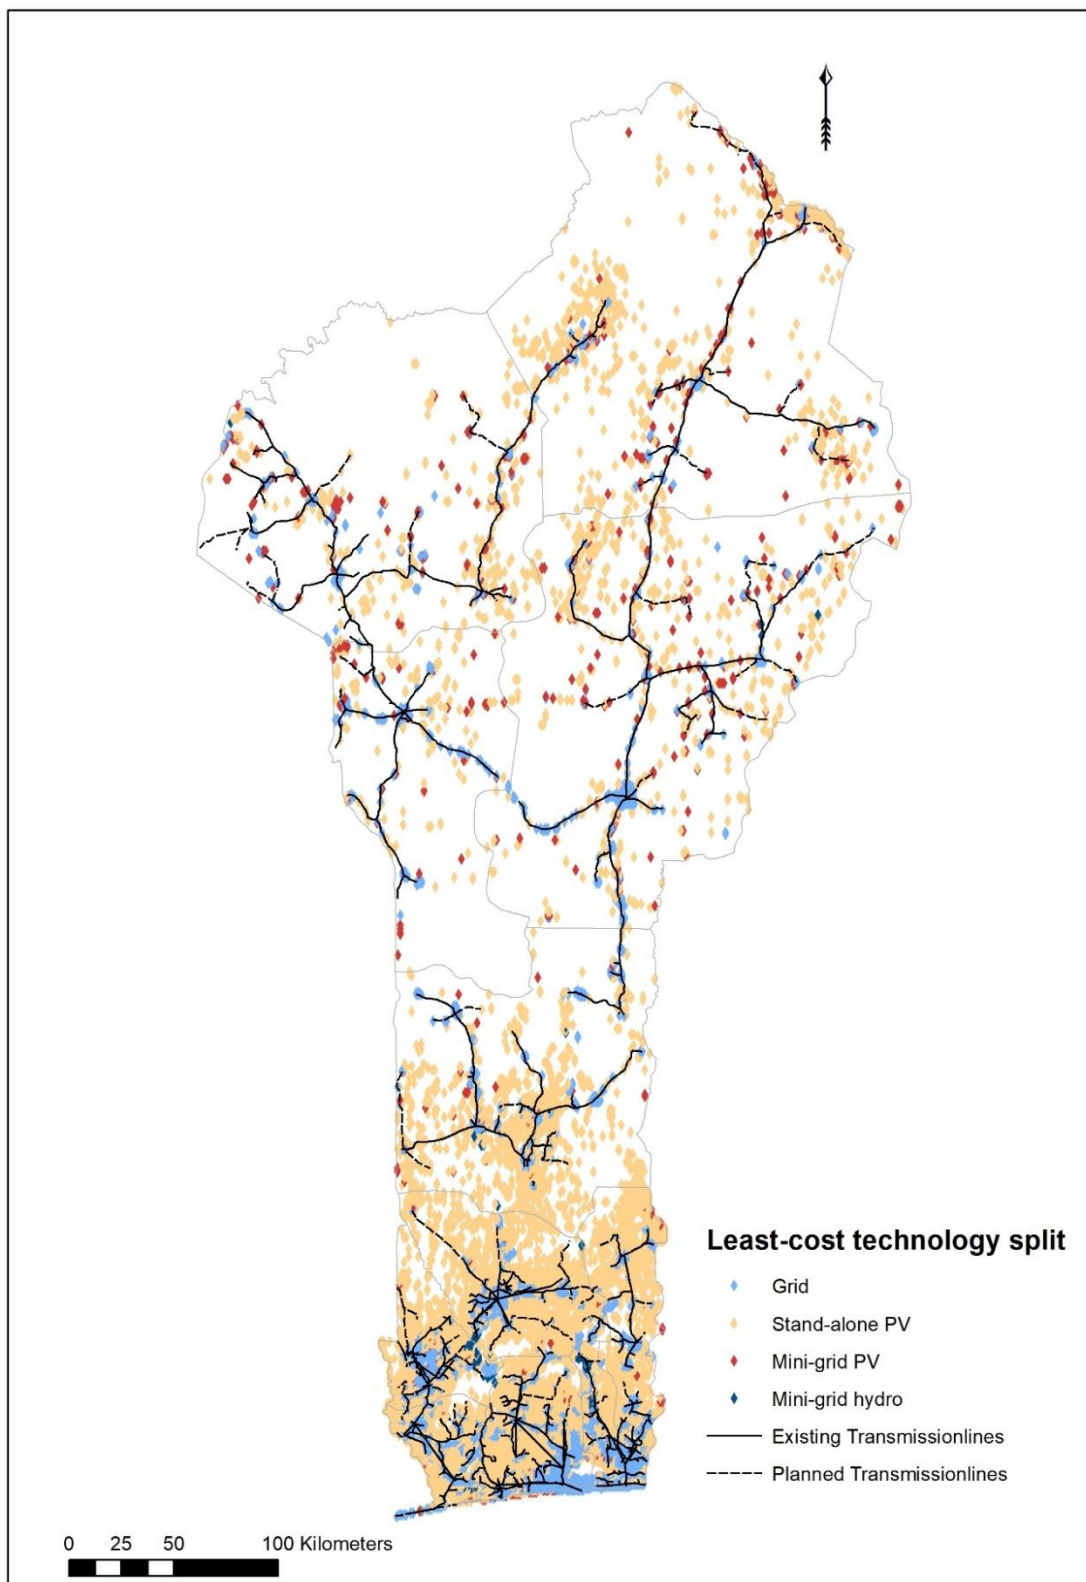 Least-cost technology split
Grid
Stand-alone PV
Mini-grid PV
Mini-grid hydro
Existing Transmissionlines
Planned Transmissionlines
0 25 50 100 Kilometers